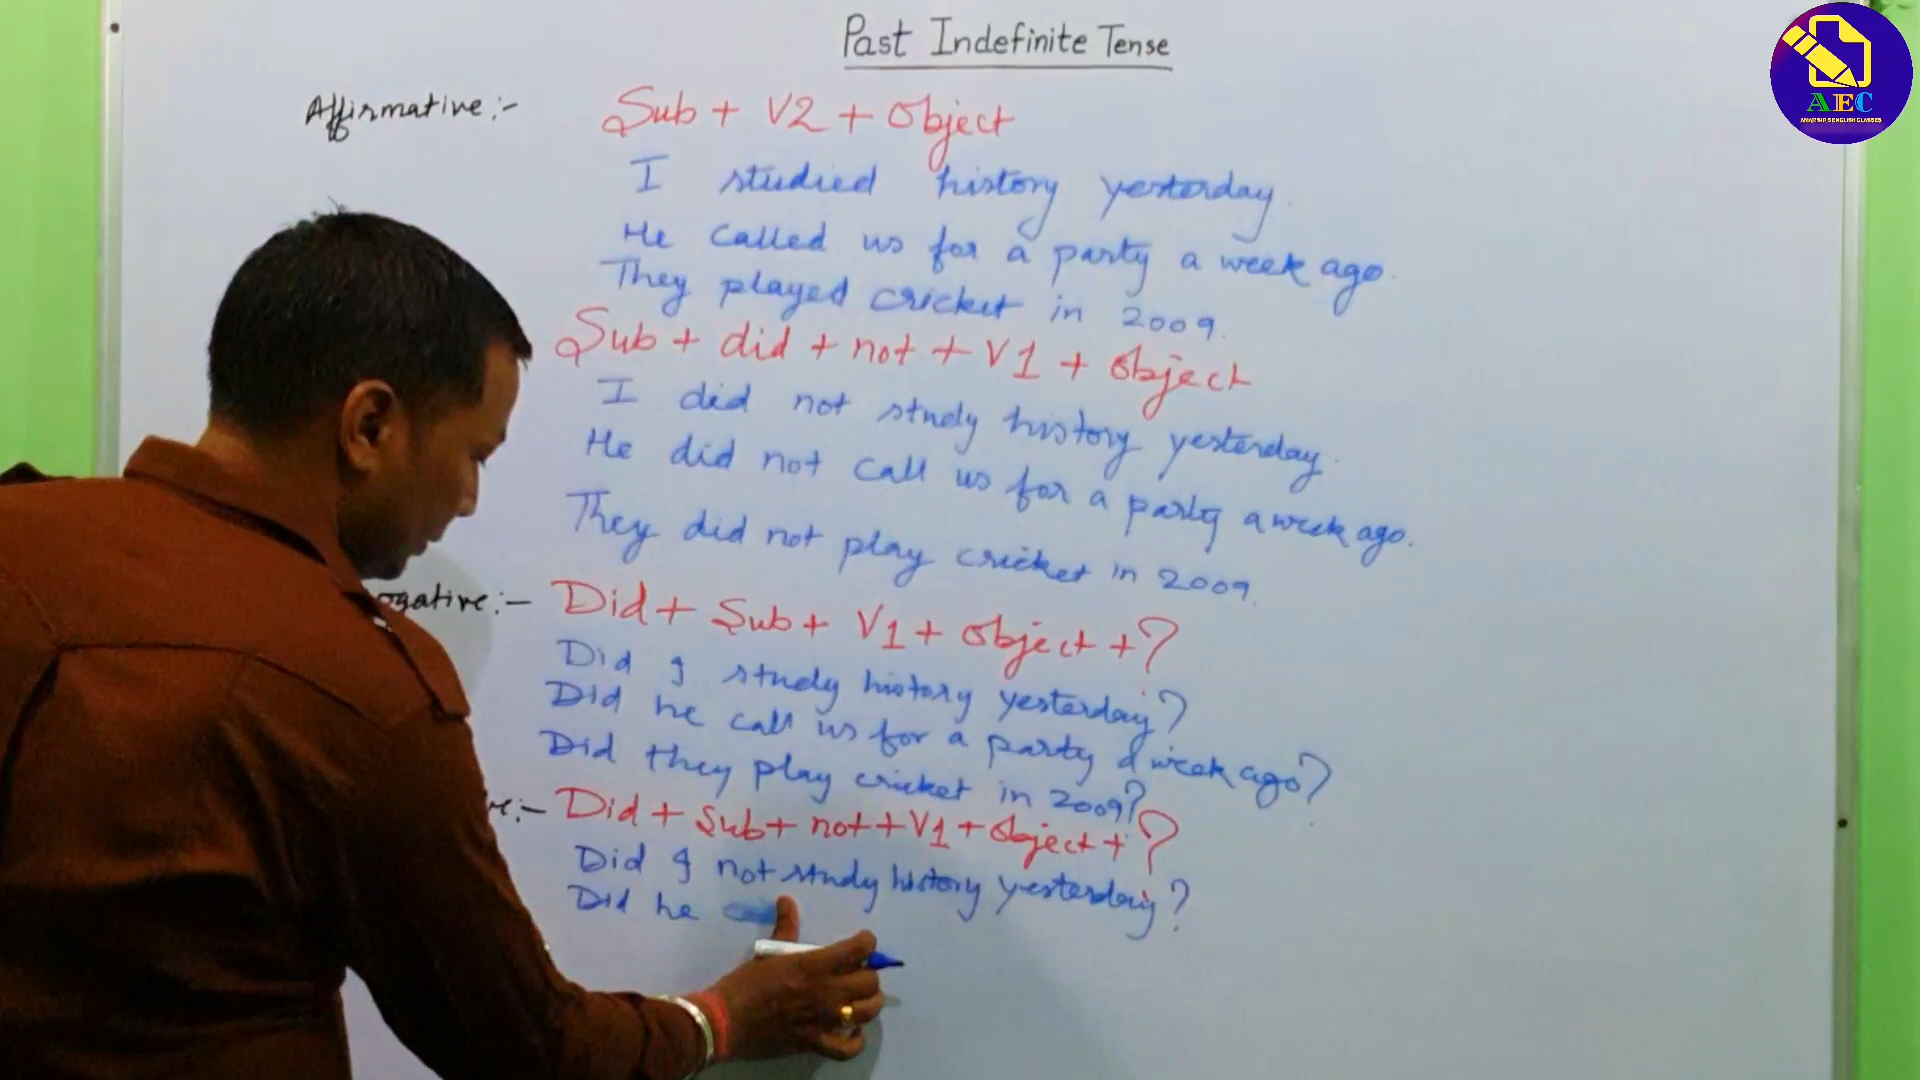 Past Indefinite Tense
Affirmative:- Sub + V2 + Object
I studied history yesterday.
He called us for a party a week ago.
They played cricket in 2009.
Sub + did + not + V1 + Object
I did not study history yesterday.
He did not call us for a party a week ago.
They did not play cricket in 2009.
ogative:- Did + Sub + V1 + Object + ?
Did I study history yesterday?
Did he call us for a party a week ago?
Did they play cricket in 2009?
ve:- Did + Sub + not + V1 + Object + ?
Did I not study history yesterday?
Did he
AEC